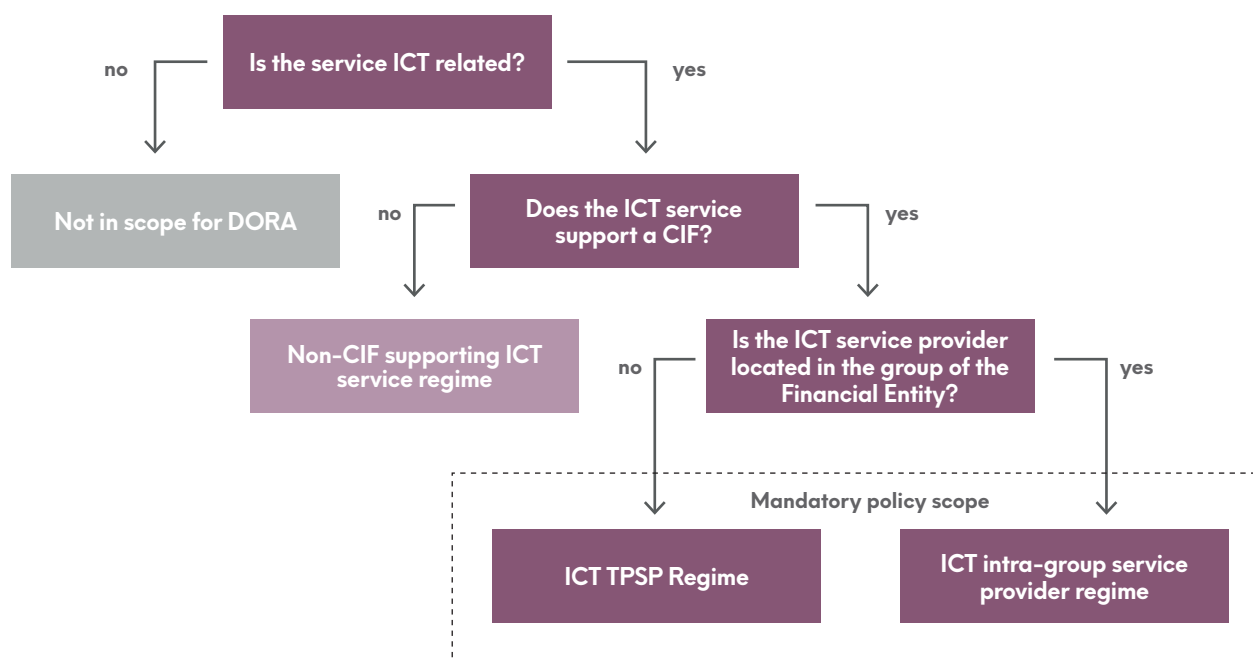 Is the service ICT related?
no
yes
Not in scope for DORA
no
Does the ICT service
support a CIF?
yes
Non-CIF supporting ICT
service regime
no
Is the ICT service provider
located in the group of the
Financial Entity?
yes
Mandatory policy scope
ICT TPSP Regime
ICT intra-group service
provider regime